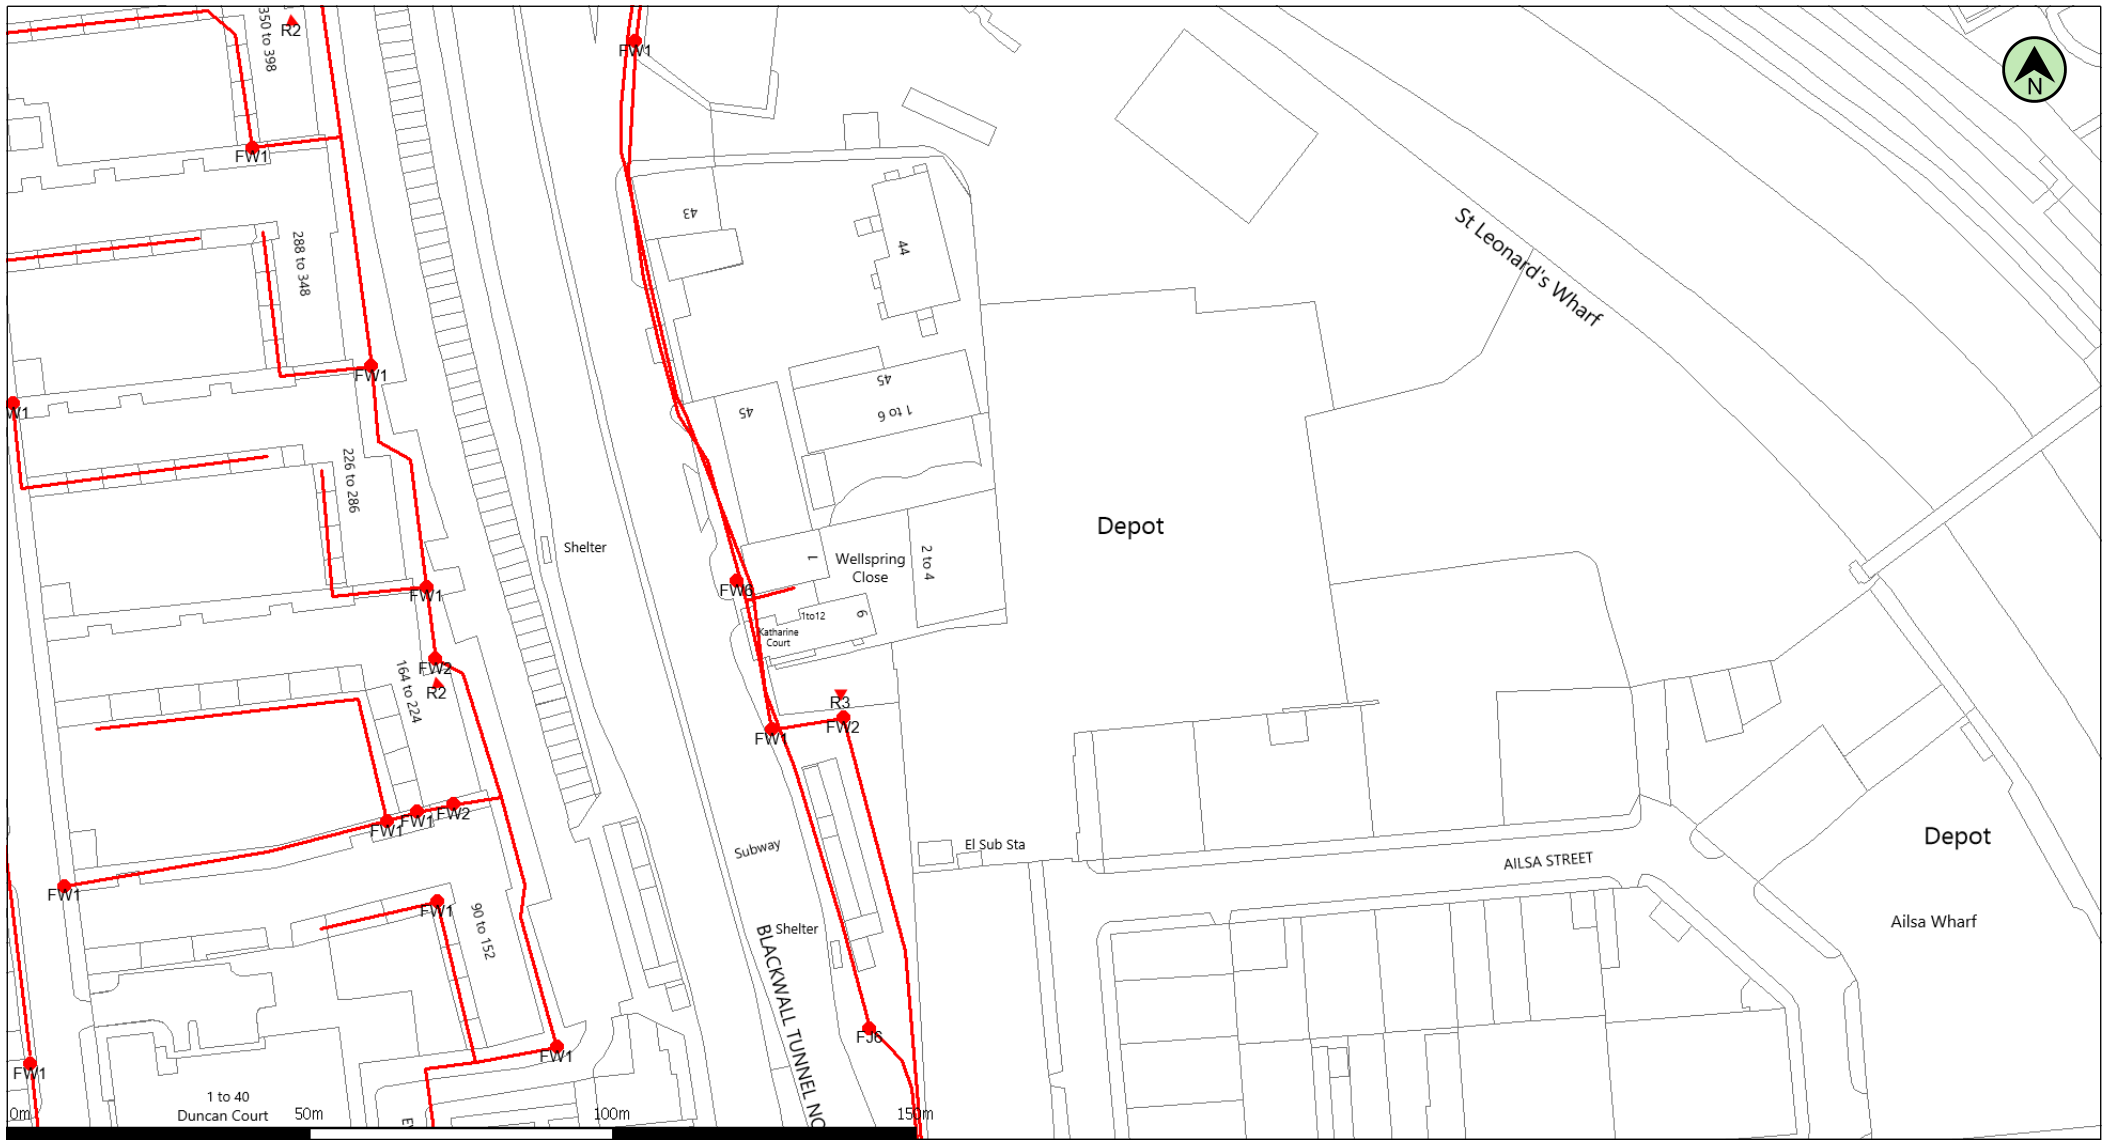 350 to 398
R2
FW1
N
FW1
43
44
288 to 348
St Leonard's Wharf
FW1
45
45
1 to 6
W1
226 to 286
Depot
Shelter
1
Wellspring
Close
2 to 4
FW6
FW1
1to12
6
Katharine
Court
FW2
R2
164 to 224
R3
FW2
FW1
FW1
FW1
FW2
Subway
El Sub Sta
AILSA STREET
Depot
FW1
FW1
90 to 152
Shelter
Ailsa Wharf
BLACKWALL TUNNEL NO
FJ6
FW1
FW1
1 to 40
Duncan Court
0m
50m
100m
150m